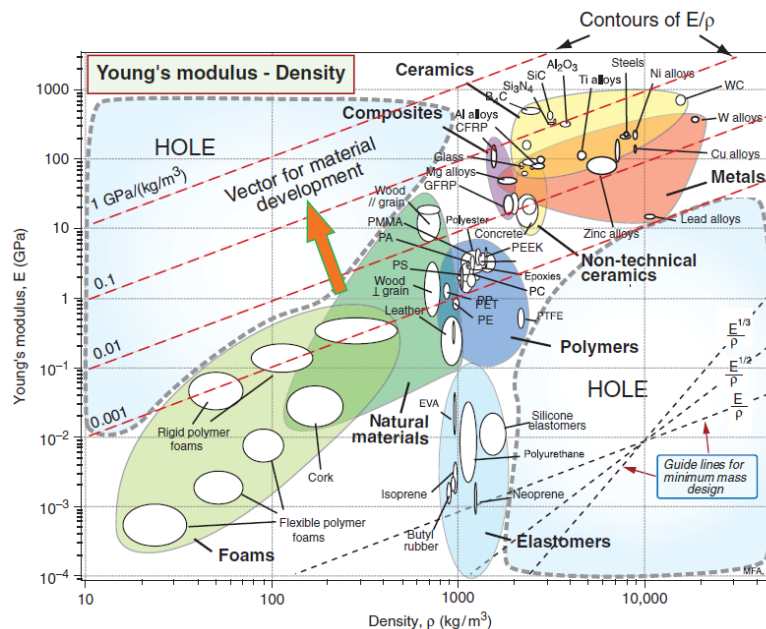 Contours of E/ρ
Young's modulus - Density
Ceramics
Composites
Al₂O₃
SiC
Si₃N₄
B₄C
Ti alloys
Steels
Ni alloys
WC
W alloys
Cu alloys
Metals
Lead alloys
Zinc alloys
Al alloys
CFRP
Glass
Mg alloys
GFRP
HOLE
1 GPa/(kg/m³)
0.1
0.01
0.001
Vector for material
development
Wood
// grain
PMMA
PA
Polyester
Concrete
PEEK
Non-technical
ceramics
PS
Wood
⊥ grain
Epoxies
PC
PP
PET
PE
PTFE
Leather
Polymers
Natural
materials
EVA
Silicone
elastomers
Polyurethane
Isoprene
Neoprene
Butyl
rubber
Elastomers
Rigid polymer
foams
Cork
Flexible polymer
foams
Foams
HOLE
E^1/3
ρ
E^1/2
ρ
E
ρ
Guide lines for
minimum mass
design
MFA,
Young's modulus, E (GPa)
1000
100
10
1
10⁻¹
10⁻²
10⁻³
10⁻⁴
10
100
1000
10,000
Density, ρ (kg/m³)